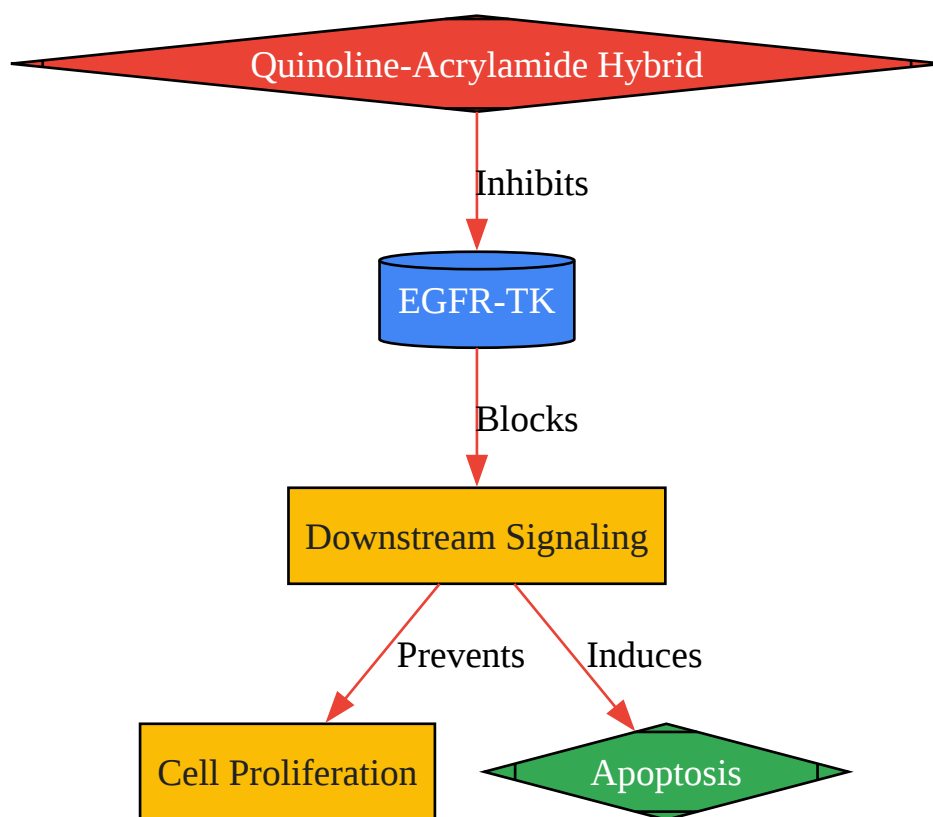 Quinoline-Acrylamide Hybrid
Inhibits
EGFR-TK
Blocks
Downstream Signaling
Prevents
Induces
Cell Proliferation
Apoptosis